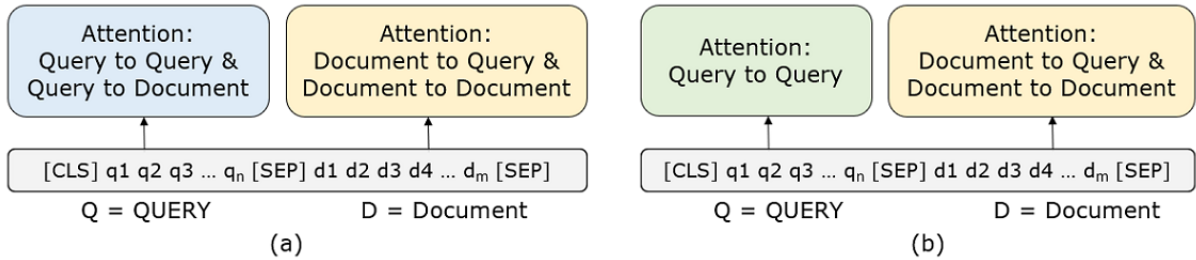 Attention:
Query to Query &
Query to Document
Attention:
Document to Query &
Document to Document
[CLS] q1 q2 q3 ... qn [SEP] d1 d2 d3 d4 ... dm [SEP]
Q = QUERY
D = Document
(a)
Attention:
Query to Query
Attention:
Document to Query &
Document to Document
[CLS] q1 q2 q3 ... qn [SEP] d1 d2 d3 d4 ... dm [SEP]
Q = QUERY
D = Document
(b)